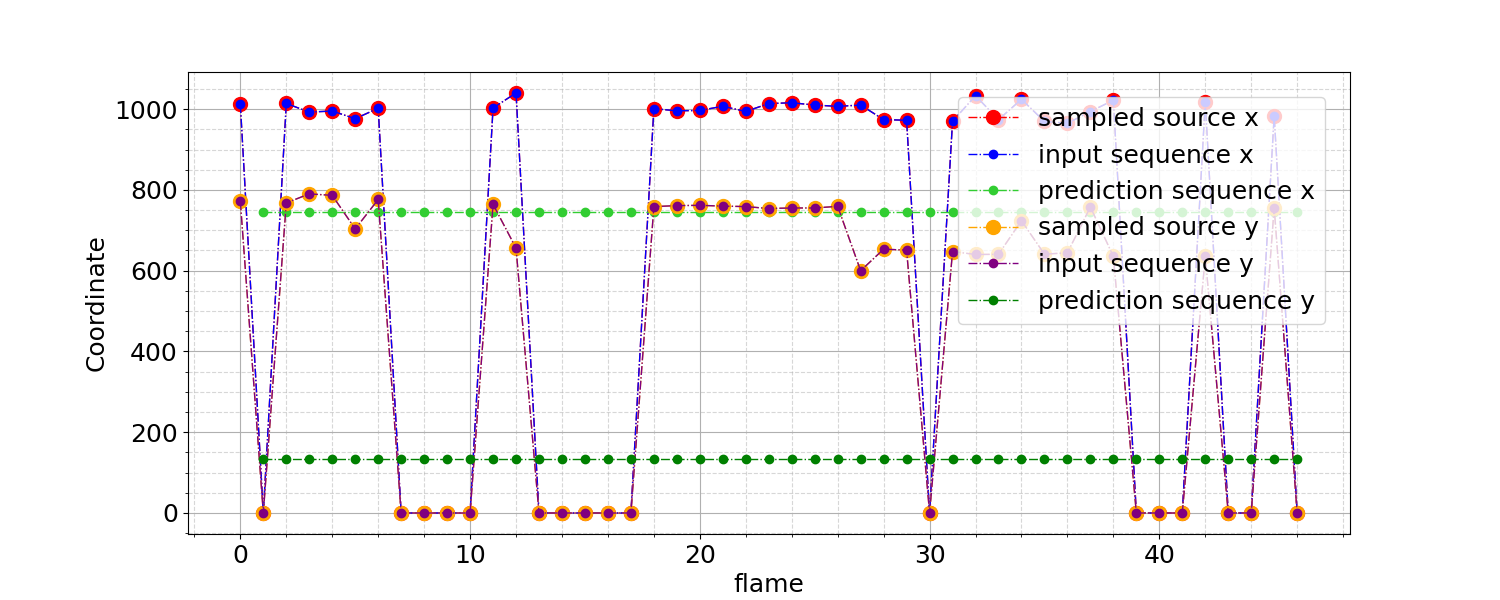 1000
800
600
400
200
0
Coordinate
sampled source x
input sequence x
prediction sequence x
sampled source y
input sequence y
prediction sequence y
0 10 20 30 40
flame